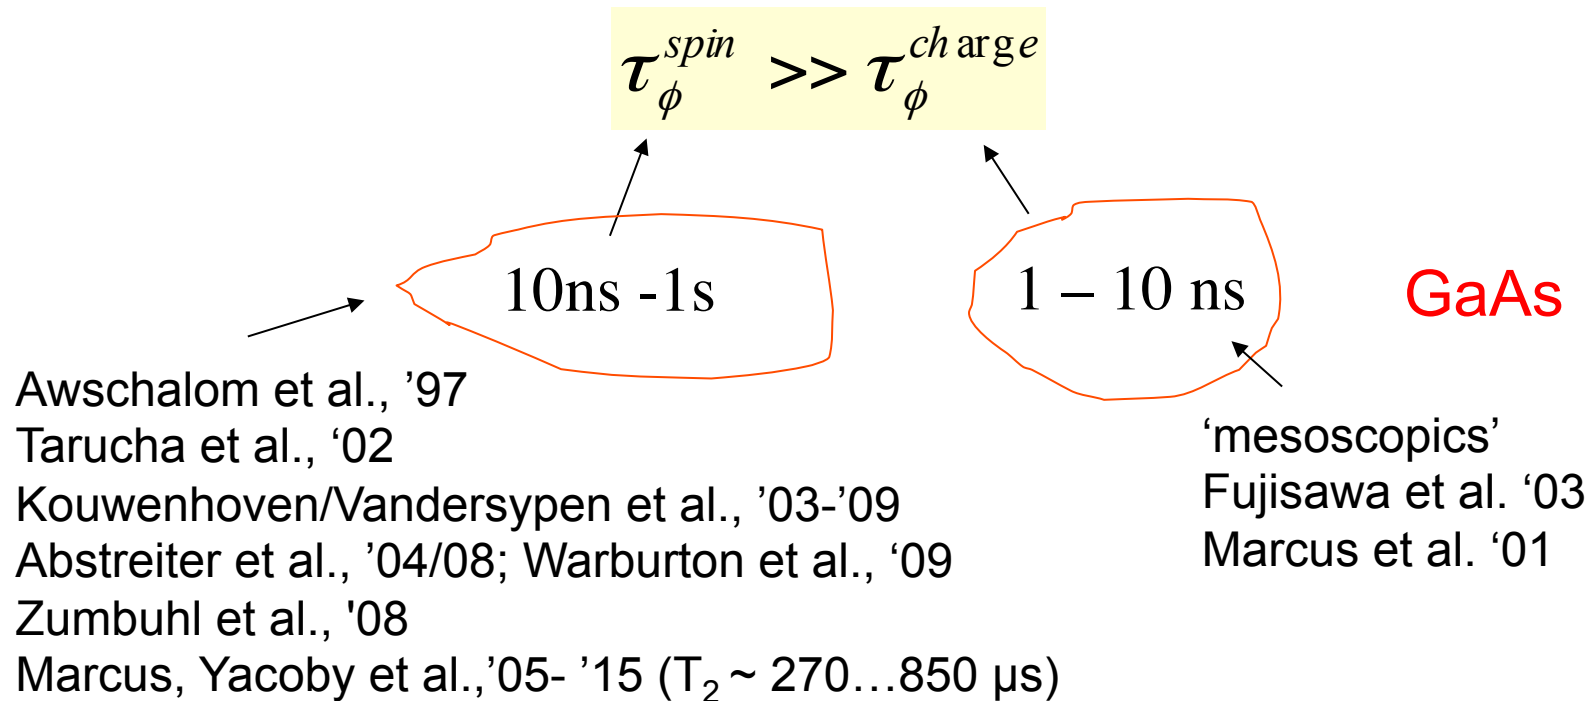 τ_ϕ^spin >> τ_ϕ^charge
10ns -1s
1 – 10 ns
GaAs
Awschalom et al., ’97
Tarucha et al., ‘02
Kouwenhoven/Vandersypen et al., ’03-’09
Abstreiter et al., ’04/08; Warburton et al., ‘09
Zumbuhl et al., '08
Marcus, Yacoby et al.,’05- ’15 (T₂ ~ 270…850 µs)
‘mesoscopics’
Fujisawa et al. ‘03
Marcus et al. ‘01